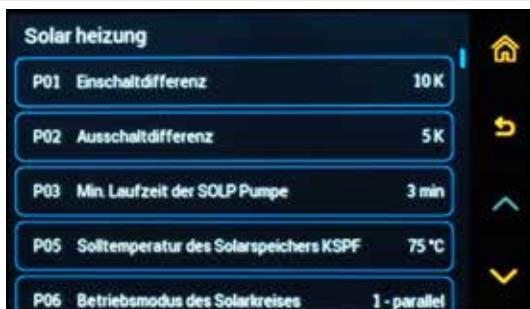 Solar heizung
P01 Einschaltdifferenz 10 K
P02 Ausschaltdifferenz 5 K
P03 Min. Laufzeit der SOLP Pumpe 3 min
P05 Solltemperatur des Solarspeichers KSPF 75 °C
P06 Betriebsmodus des Solarkreises 1 - parallel